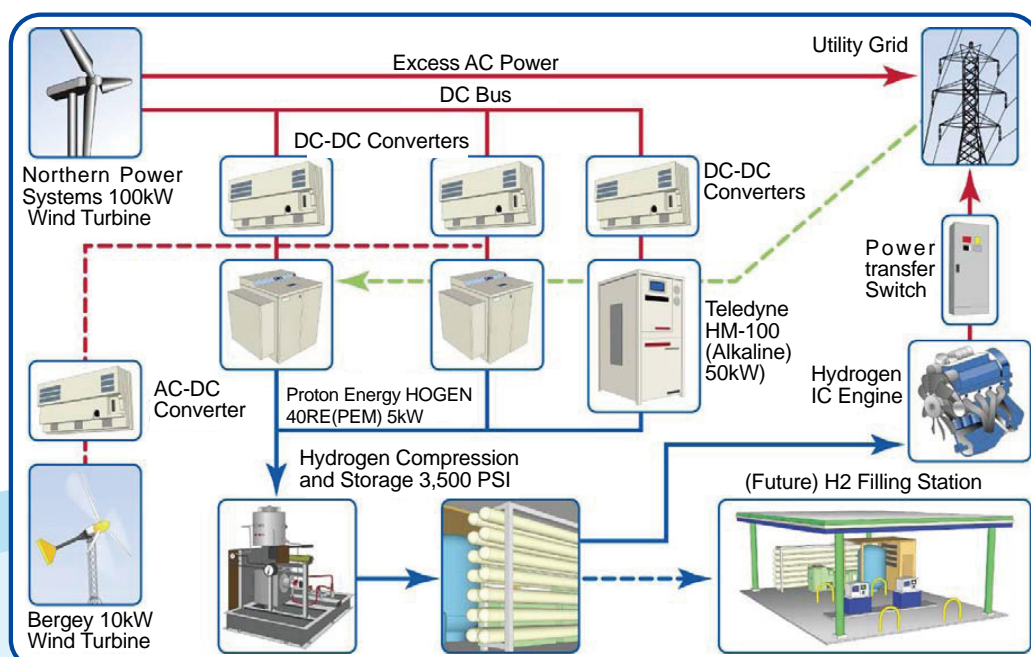 Excess AC Power
Utility Grid
DC Bus
DC-DC Converters
DC-DC
Converters
Northern Power
Systems 100kW
Wind Turbine
Power
transfer
Switch
Teledyne
HM-100
(Alkaline)
50kW)
AC-DC
Converter
Proton Energy HOGEN
40RE(PEM) 5kW
Hydrogen
IC Engine
Hydrogen Compression
and Storage 3,500 PSI
(Future) H2 Filling Station
Bergey 10kW
Wind Turbine